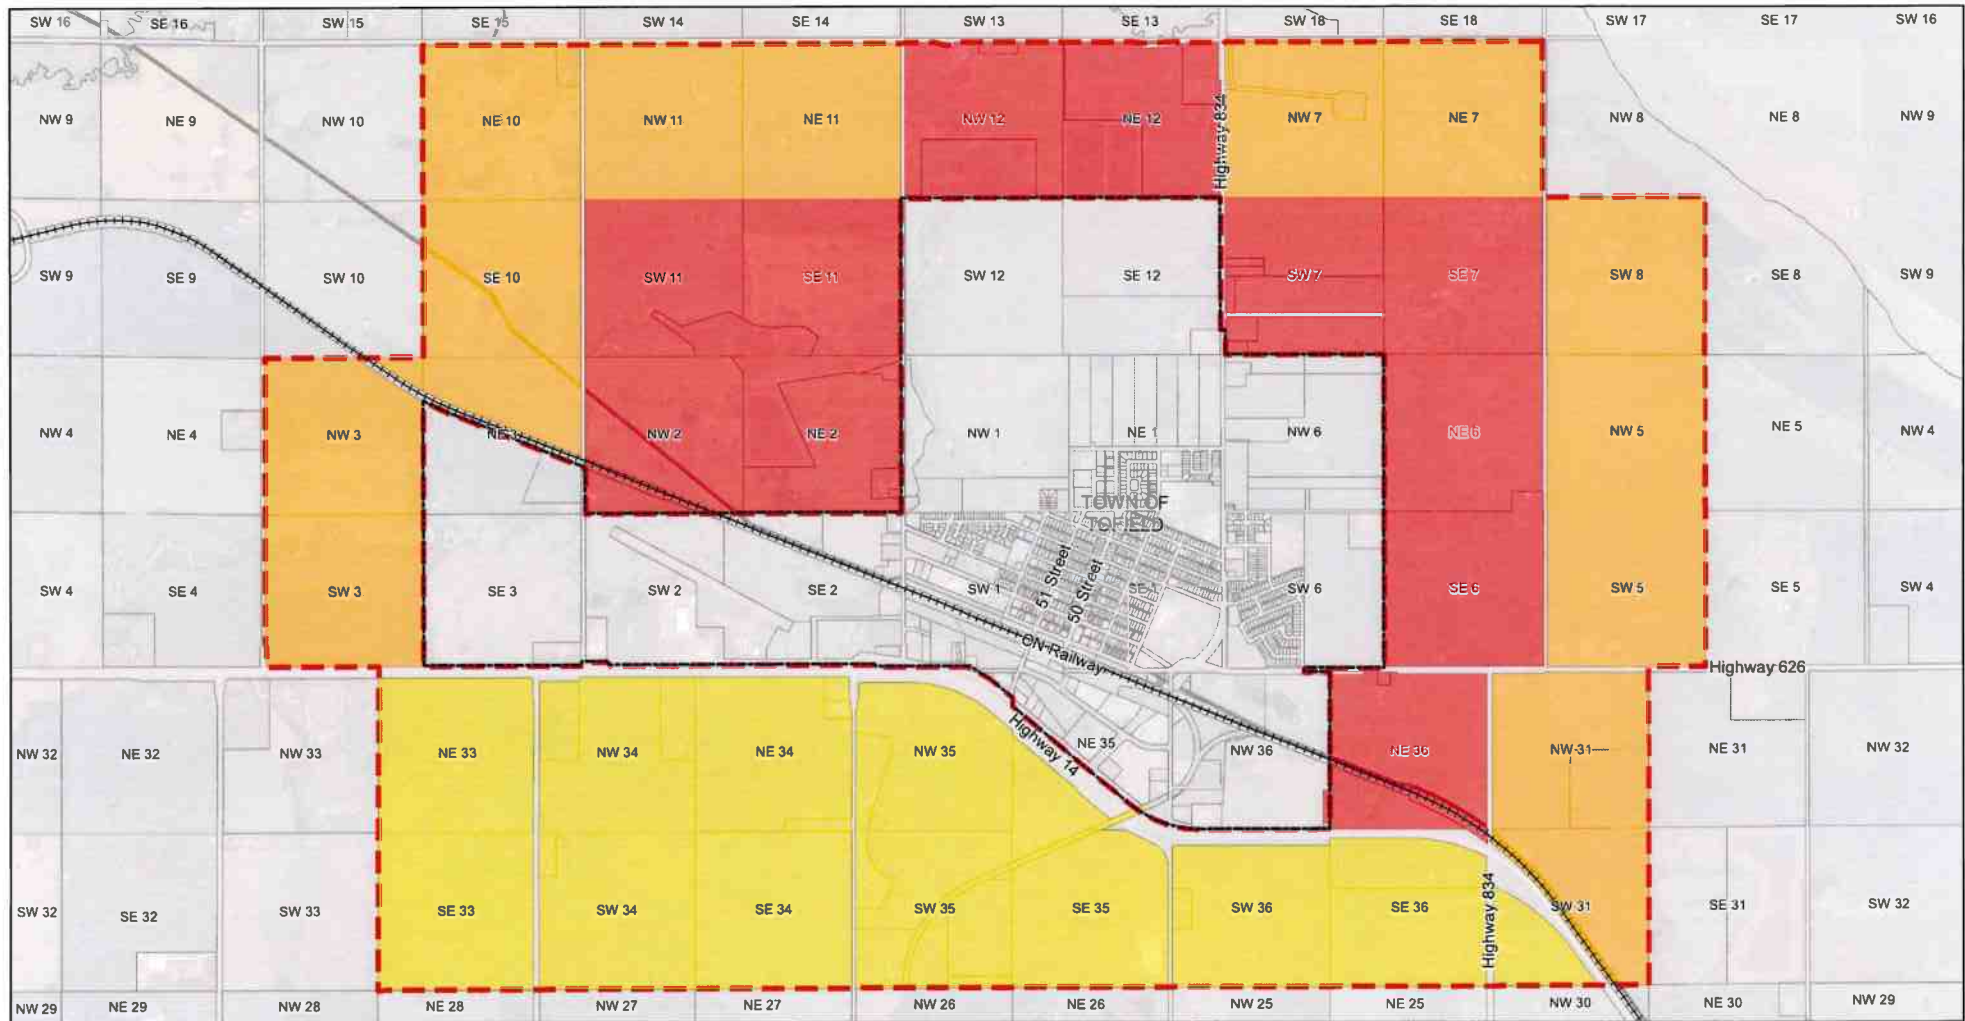 SW 16 SE 16 SW 15 SE 15 SW 14 SE 14 SW 13 SE 13 SW 18 SE 18 SW 17 SE 17 SW 16
NW 9 NE 9 NW 10 NE 10 NW 11 NE 11 NW 12 NE 12 NW 7 NE 7 NW 8 NE 8 NW 9
Highway 834
SW 9 SE 9 SW 10 SE 10 SW 11 SE 11 SW 12 SE 12 SW 7 SE 7 SW 8 SE 8 SW 9
NW 4 NE 4 NW 3 NE 3 NW 2 NE 2 NW 1 NE 1 NW 6 NE 6 NW 5 NE 5 NW 4
TOWN OF
TOFIELD
SW 4 SE 4 SW 3 SE 3 SW 2 SE 2 SW 1 SE 1 SW 6 SE 6 SW 5 SE 5 SW 4
51 Street
50 Street
CN Railway
Highway 626
NW 32 NE 32 NW 33 NE 33 NW 34 NE 34 NW 35 NE 35 NW 36 NE 36 NW 31 NE 31 NW 32
Highway 14
SW 32 SE 32 SW 33 SE 33 SW 34 SE 34 SW 35 SE 35 SW 36 SE 36 SW 31 SE 31 SW 32
Highway 834
NW 29 NE 29 NW 28 NE 28 NW 27 NE 27 NW 26 NE 26 NW 25 NE 25 NW 30 NE 30 NW 29